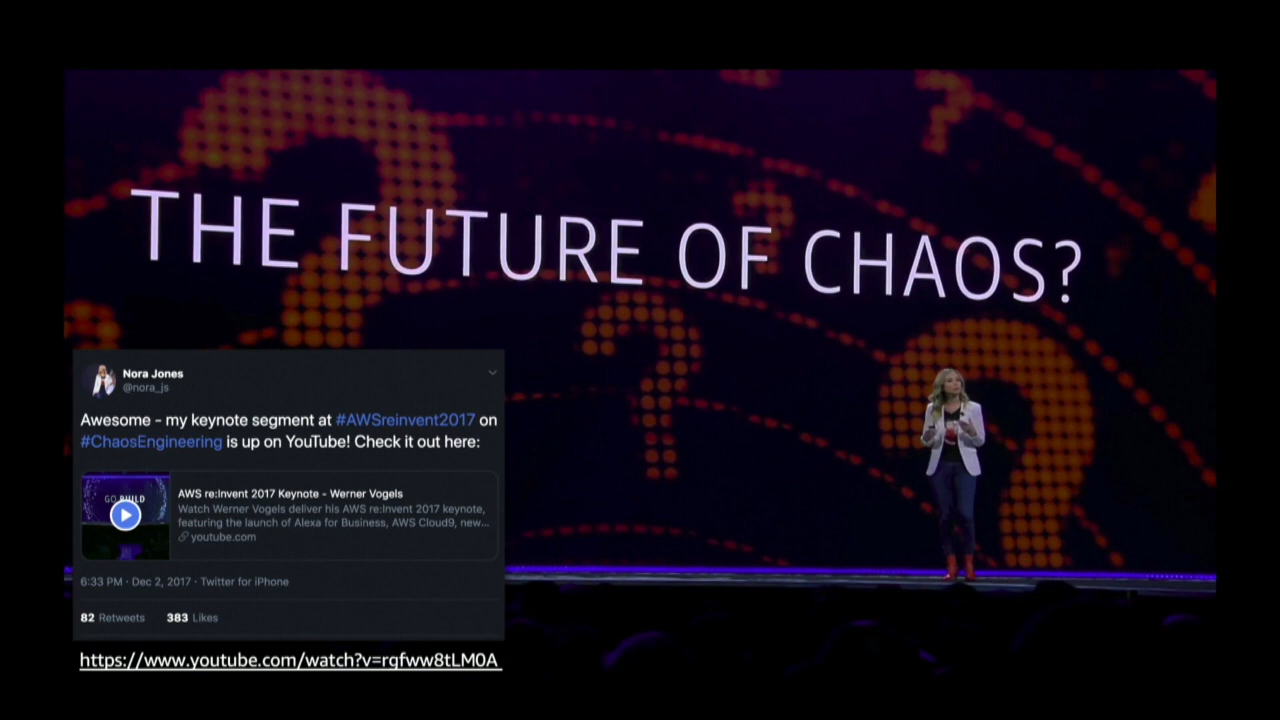 THE FUTURE OF CHAOS?
Nora Jones
@nora_js
Awesome - my keynote segment at #AWSreinvent2017 on
#ChaosEngineering is up on YouTube! Check it out here:
GO BUILD
AWS re:Invent 2017 Keynote - Werner Vogels
Watch Werner Vogels deliver his AWS re:Invent 2017 keynote,
featuring the launch of Alexa for Business, AWS Cloud9, new...
youtube.com
6:33 PM · Dec 2, 2017 · Twitter for iPhone
82 Retweets 383 Likes
https://www.youtube.com/watch?v=rgfww8tLM0A